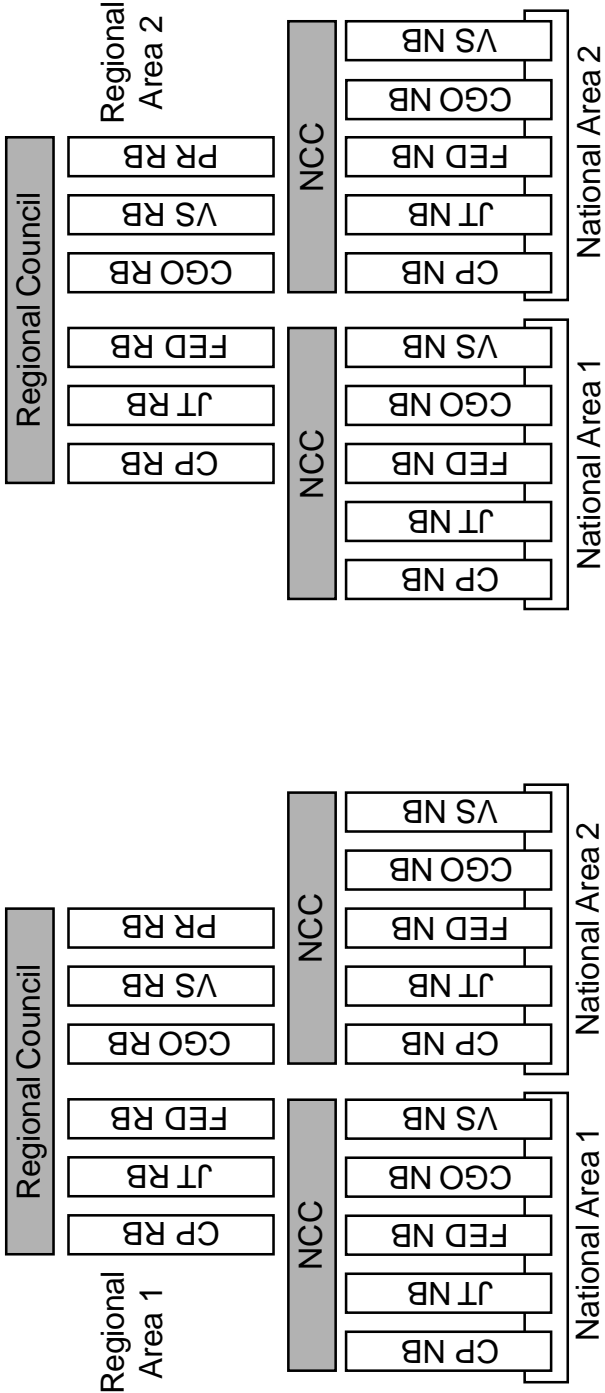 Regional Council
Regional
Area 1
CP RB
JT RB
FED RB
CGO RB
VS RB
PR RB
NCC
NCC
CP NB
JT NB
FED NB
CGO NB
VS NB
CP NB
JT NB
FED NB
CGO NB
VS NB
National Area 1
National Area 2
Regional Council
CP RB
JT RB
FED RB
CGO RB
VS RB
PR RB
Regional
Area 2
NCC
NCC
CP NB
JT NB
FED NB
CGO NB
VS NB
CP NB
JT NB
FED NB
CGO NB
VS NB
National Area 1
National Area 2